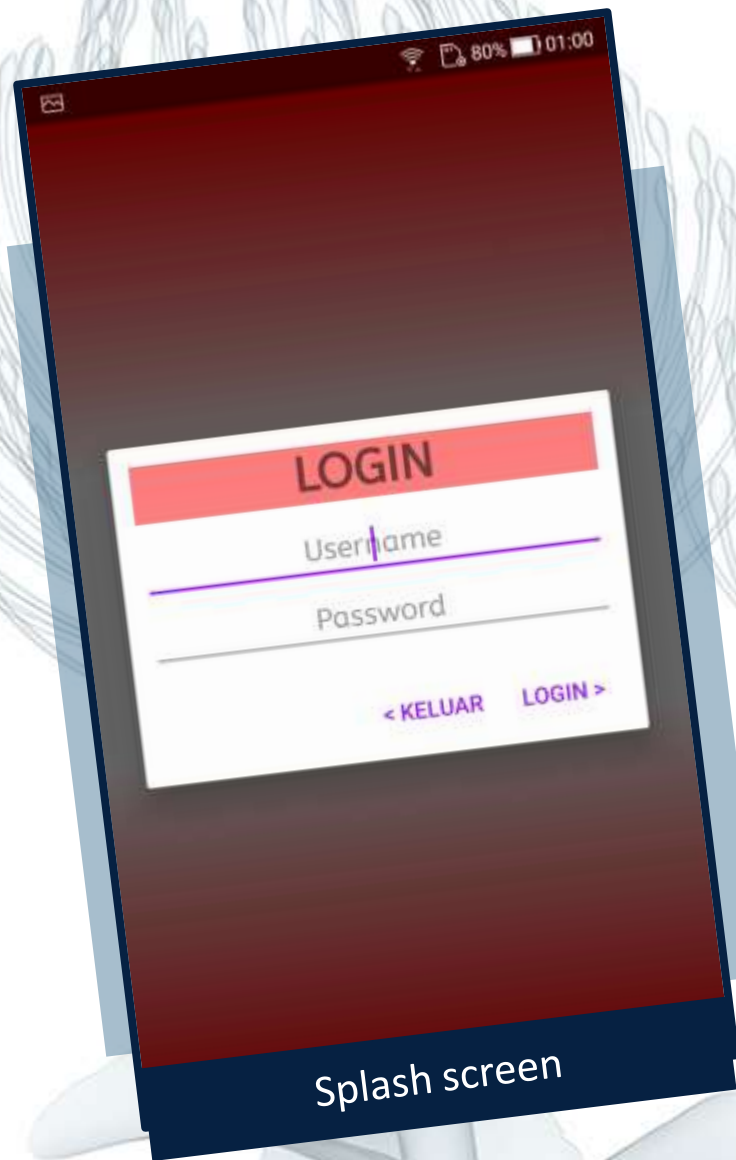 80% 01:00
LOGIN
Username
Password
< KELUAR LOGIN >
Splash screen